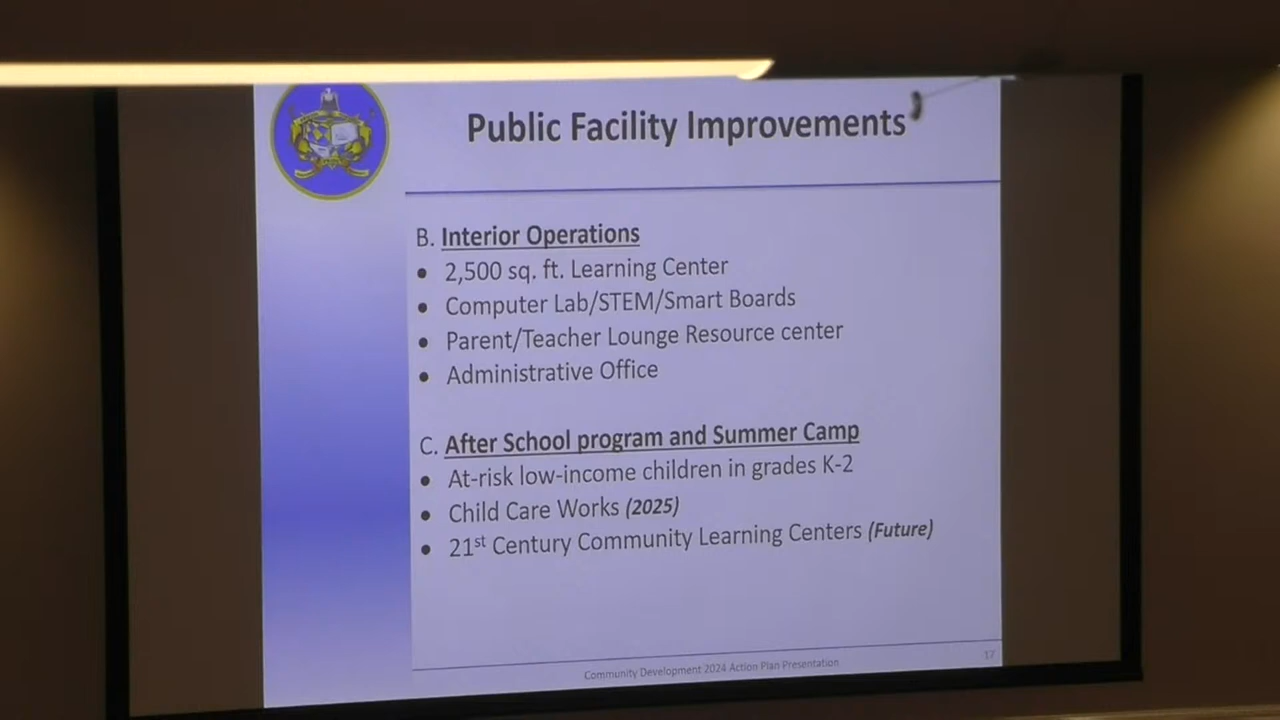 Public Facility Improvements
B. Interior Operations
• 2,500 sq. ft. Learning Center
• Computer Lab/STEM/Smart Boards
• Parent/Teacher Lounge Resource center
• Administrative Office
C. After School program and Summer Camp
• At-risk low-income children in grades K-2
• Child Care Works (2025)
• 21st Century Community Learning Centers (Future)
Community Development 2024 Action Plan Presentation
17